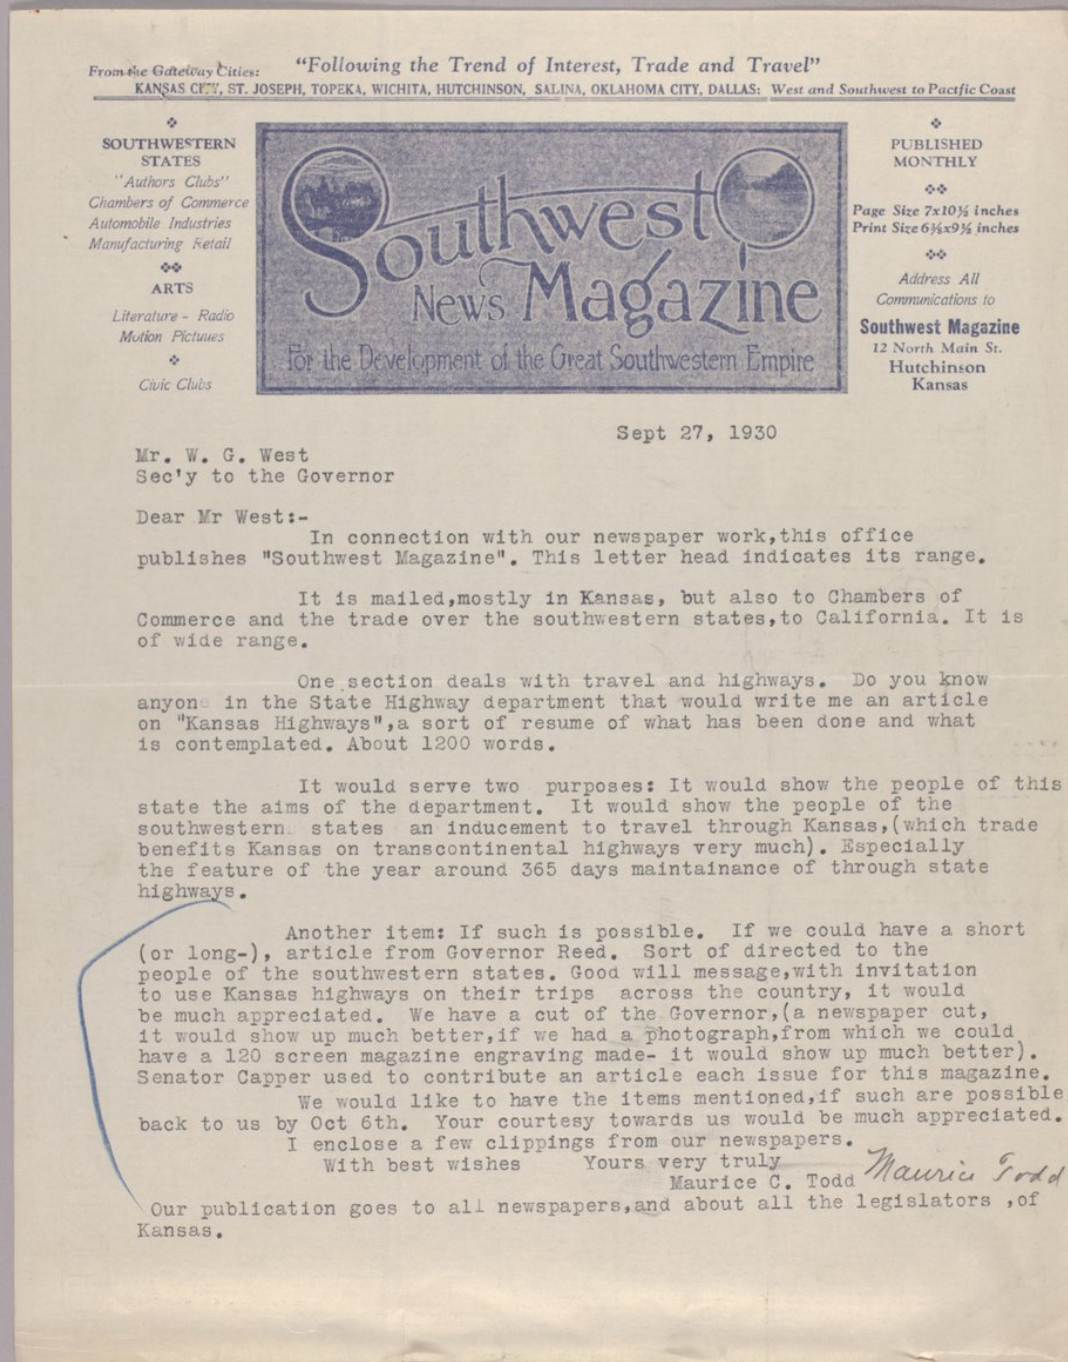 From the Gateway Cities:
"Following the Trend of Interest, Trade and Travel"
KANSAS CITY, ST. JOSEPH, TOPEKA, WICHITA, HUTCHINSON, SALINA, OKLAHOMA CITY, DALLAS: West and Southwest to Pacific Coast
SOUTHWESTERN
STATES
"Authors Clubs"
Chambers of Commerce
Automobile Industries
Manufacturing Retail
ARTS
Literature - Radio
Motion Pictuues
Civic Clubs
Southwest
News Magazine
For the Development of the Great Southwestern Empire
PUBLISHED
MONTHLY
Page Size 7x10½ inches
Print Size 6⅛x9½ inches
Address All
Communications to
Southwest Magazine
12 North Main St.
Hutchinson
Kansas
Sept 27, 1930
Mr. W. G. West
Sec'y to the Governor
Dear Mr West:-
In connection with our newspaper work,this office
publishes "Southwest Magazine". This letter head indicates its range.
It is mailed,mostly in Kansas, but also to Chambers of
Commerce and the trade over the southwestern states,to California. It is
of wide range.
One section deals with travel and highways. Do you know
anyone in the State Highway department that would write me an article
on "Kansas Highways",a sort of resume of what has been done and what
is contemplated. About 1200 words.
It would serve two purposes: It would show the people of this
state the aims of the department. It would show the people of the
southwestern states an inducement to travel through Kansas,(which trade
benefits Kansas on transcontinental highways very much). Especially
the feature of the year around 365 days maintainance of through state
highways.
Another item: If such is possible. If we could have a short
(or long-), article from Governor Reed. Sort of directed to the
people of the southwestern states. Good will message,with invitation
to use Kansas highways on their trips across the country, it would
be much appreciated. We have a cut of the Governor,(a newspaper cut,
it would show up much better,if we had a photograph,from which we could
have a 120 screen magazine engraving made- it would show up much better).
Senator Capper used to contribute an article each issue for this magazine.
We would like to have the items mentioned,if such are possible
back to us by Oct 6th. Your courtesy towards us would be much appreciated.
I enclose a few clippings from our newspapers.
With best wishes Yours very truly
Maurice C. Todd Maurice Todd
Our publication goes to all newspapers,and about all the legislators ,of
Kansas.